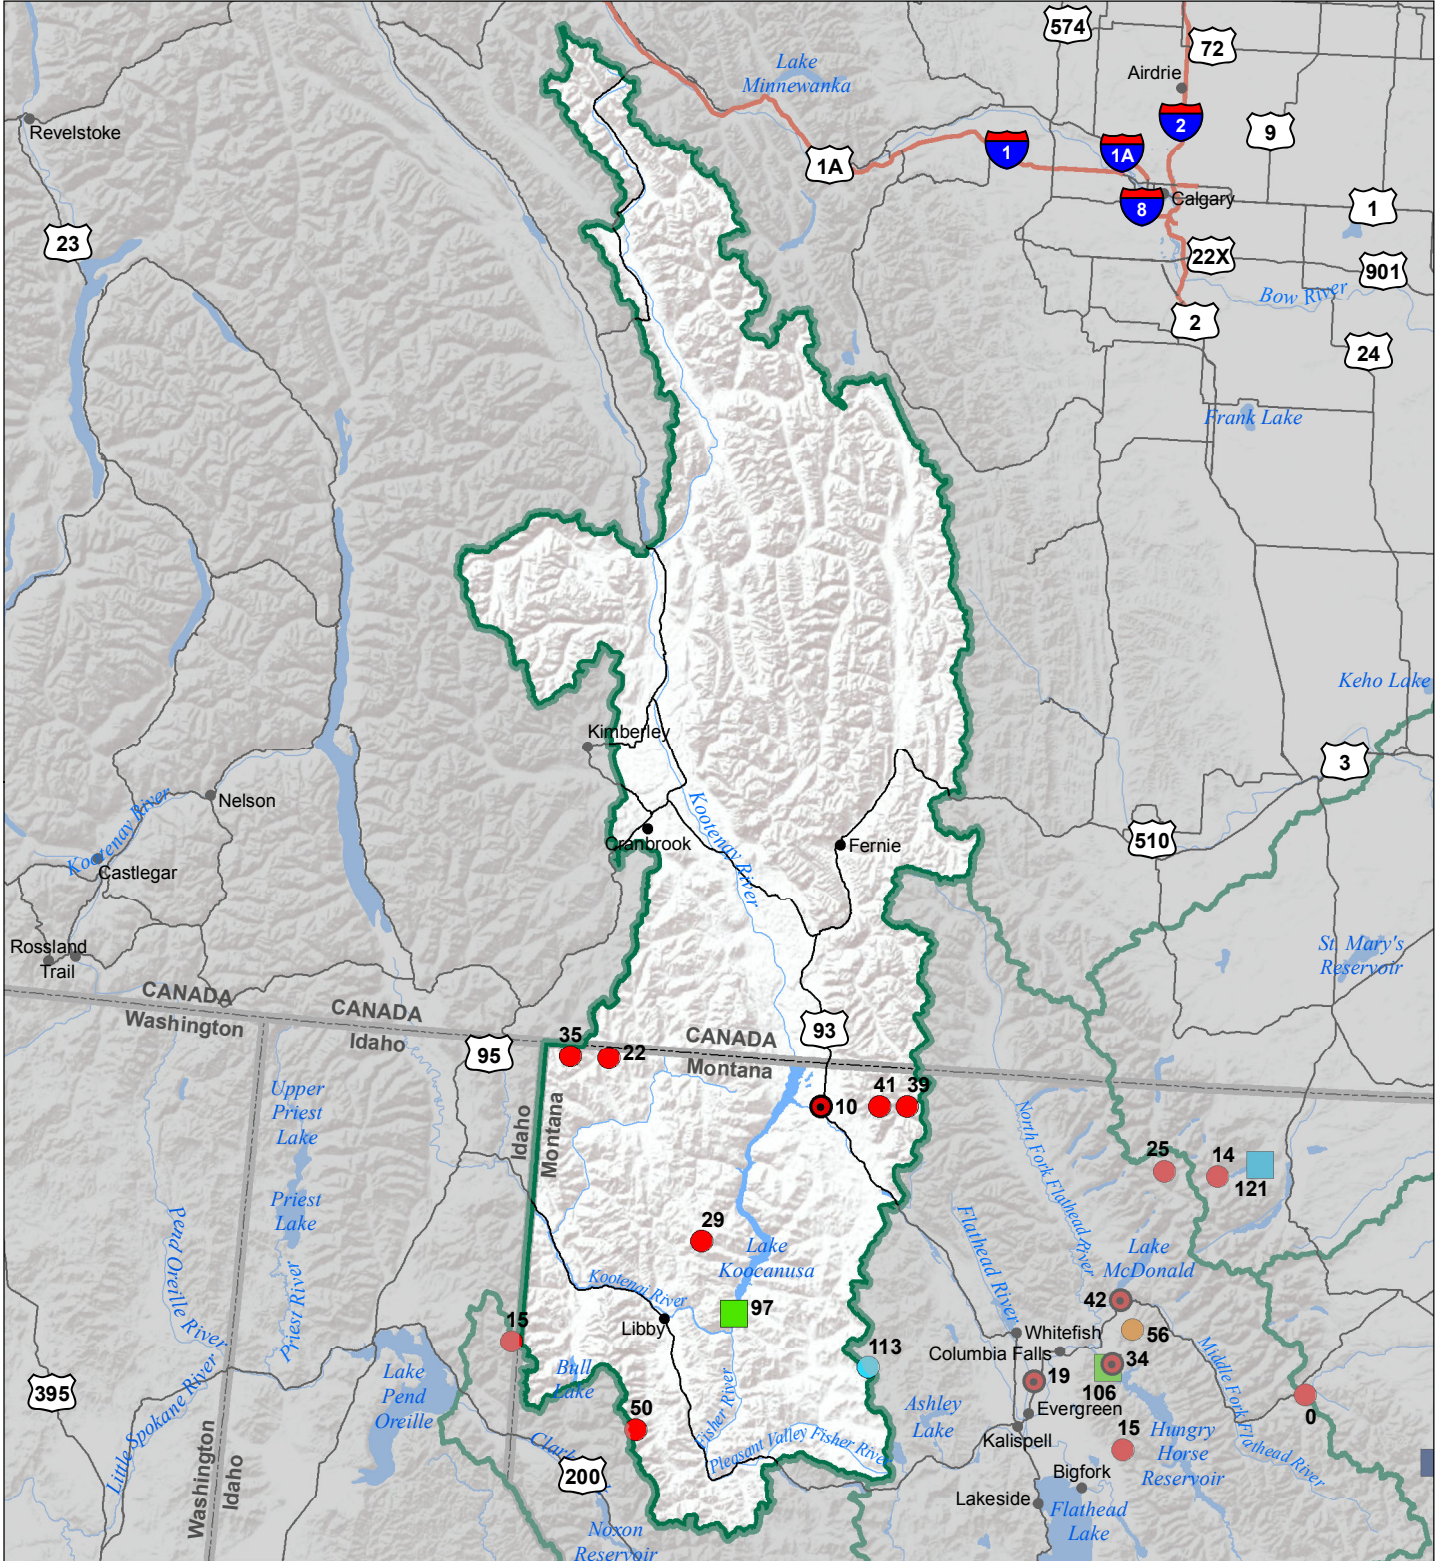 574
72
Airdrie
Lake
Minnewanka
2
9
Revelstoke
1
1A
1A
8
Calgary
1
23
22X
901
Bow River
2
24
Frank Lake
Keho Lake
Kimberley
3
Nelson
Kootenay River
Kootenay River
Cranbrook
Fernie
510
Castlegar
Rossland
Trail
St. Mary's
Reservoir
CANADA
Washington
CANADA
Idaho
95
35
22
CANADA
Montana
93
10
41
39
Upper
Priest
Lake
Idaho
Montana
North Fork Flathead River
25
14
121
Priest
Lake
Pend Oreille River
Priest River
29
Lake
Koocanusa
Flathead River
Lake
McDonald
Kootenai River
97
42
56
15
Libby
Whitefish
Columbia Falls
34
106
19
113
Middle Fork Flathead River
Bull
Lake
Lake
Pend
Oreille
395
Little Spokane River
Fisher River
Ashley
Lake
Evergreen
0
50
Kalispell
15
Hungry
Horse
Reservoir
Clark
Pleasant Valley Fisher River
200
Bigfork
Lakeside
Flathead
Lake
Washington
Idaho
Noxon
Reservoir